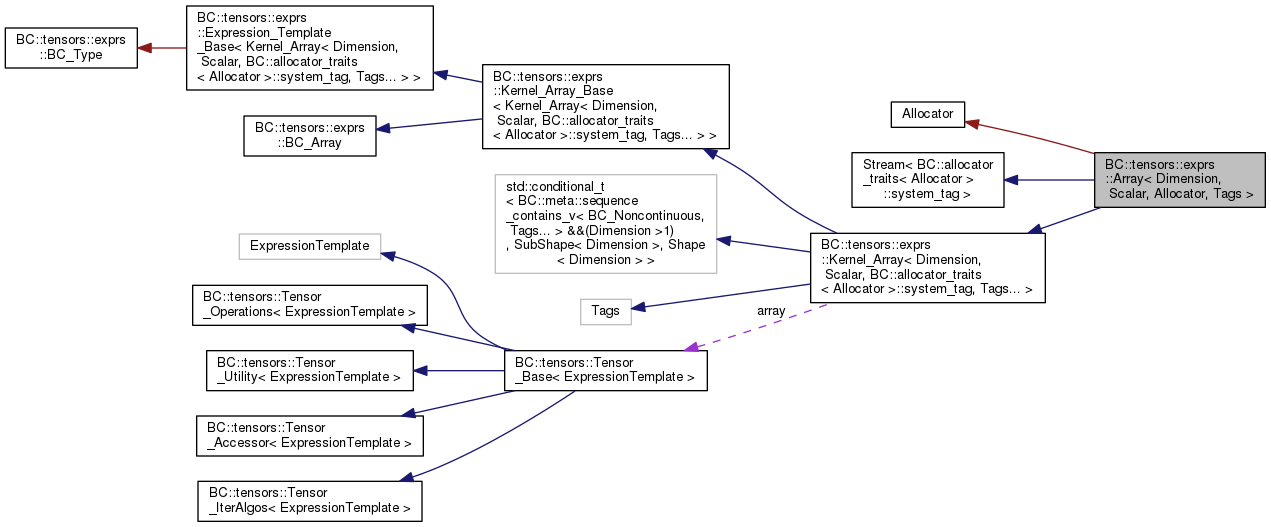 BC::tensors::exprs
::BC_Type
BC::tensors::exprs
::Expression_Template
_Base< Kernel_Array< Dimension,
Scalar, BC::allocator_traits
< Allocator >::system_tag, Tags... > >
BC::tensors::exprs
::BC_Array
BC::tensors::exprs
::Kernel_Array_Base
< Kernel_Array< Dimension,
Scalar, BC::allocator_traits
< Allocator >::system_tag, Tags... > >
Allocator
Stream< BC::allocator
_traits< Allocator >
::system_tag >
BC::tensors::exprs
::Array< Dimension,
Scalar, Allocator, Tags >
std::conditional_t
< BC::meta::sequence
_contains_v< BC_Noncontinuous,
Tags... > &&(Dimension >1)
, SubShape< Dimension >, Shape
< Dimension > >
BC::tensors::exprs
::Kernel_Array< Dimension,
Scalar, BC::allocator_traits
< Allocator >::system_tag, Tags... >
Tags
array
ExpressionTemplate
BC::tensors::Tensor
_Operations< ExpressionTemplate >
BC::tensors::Tensor
_Utility< ExpressionTemplate >
BC::tensors::Tensor
_Base< ExpressionTemplate >
BC::tensors::Tensor
_Accessor< ExpressionTemplate >
BC::tensors::Tensor
_IterAlgos< ExpressionTemplate >